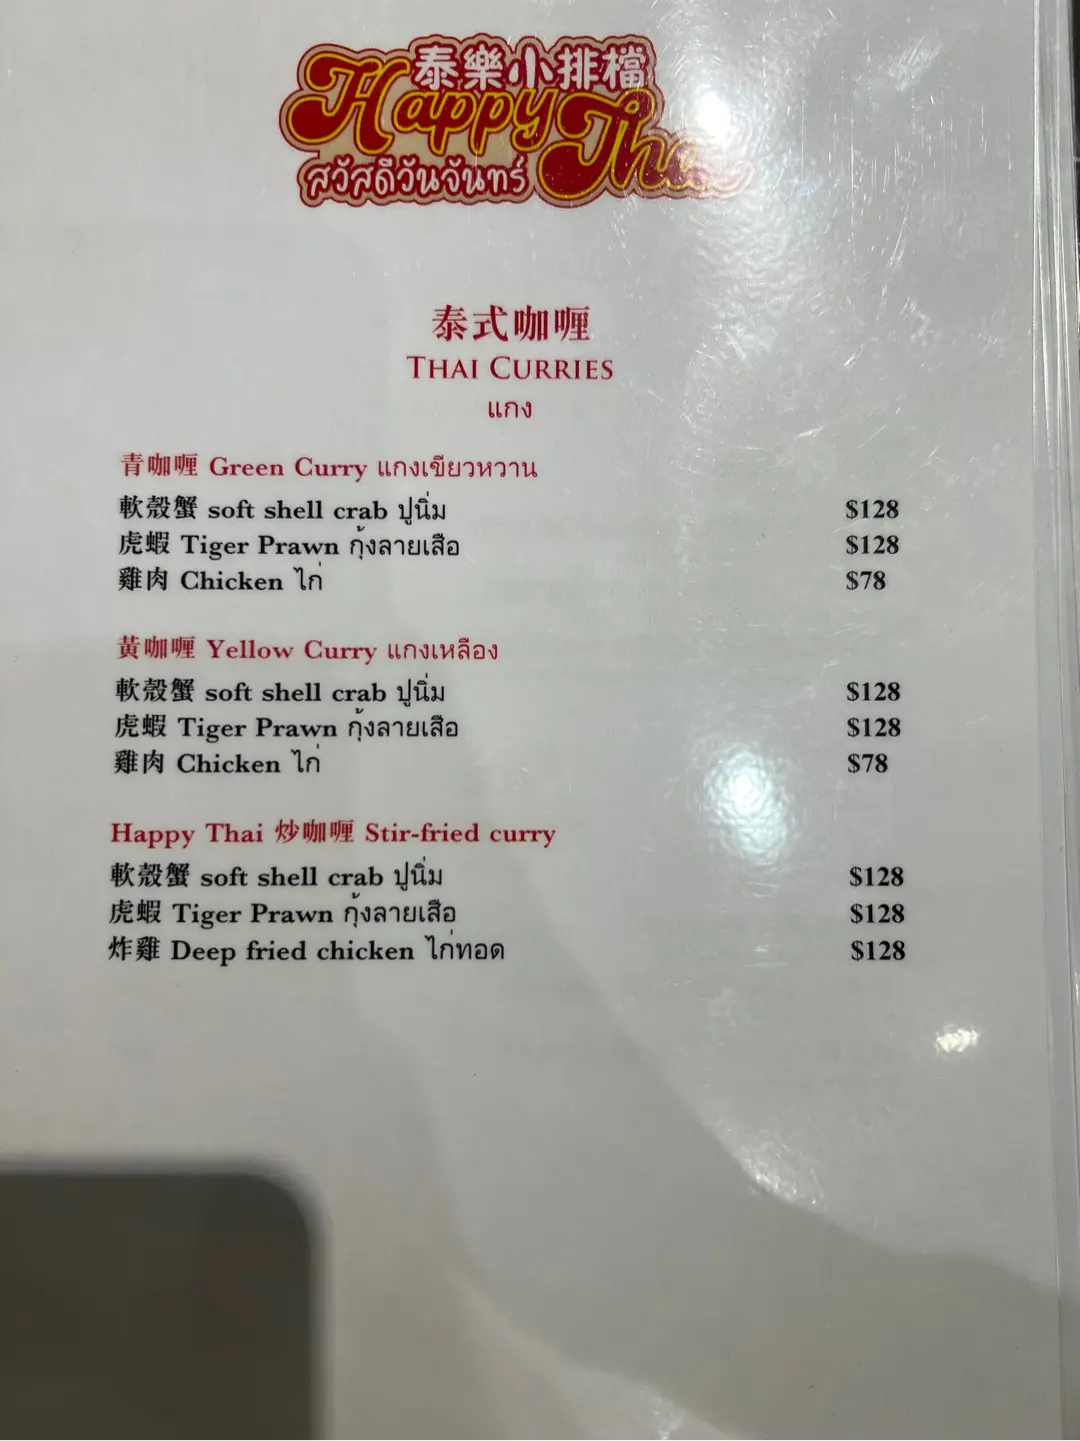 泰樂小排檔
Happy Thai
สวัสดีวันจันทร์
泰式咖喱
THAI CURRIES
แกง
青咖喱 Green Curry แกงเขียวหวาน
軟殼蟹 soft shell crab ปูนิ่ม $128
虎蝦 Tiger Prawn กุ้งลายเสือ $128
雞肉 Chicken ไก่ $78
黃咖喱 Yellow Curry แกงเหลือง
軟殼蟹 soft shell crab ปูนิ่ม $128
虎蝦 Tiger Prawn กุ้งลายเสือ $128
雞肉 Chicken ไก่ $78
Happy Thai 炒咖喱 Stir-fried curry
軟殼蟹 soft shell crab ปูนิ่ม $128
虎蝦 Tiger Prawn กุ้งลายเสือ $128
炸雞 Deep fried chicken ไก่ทอด $128